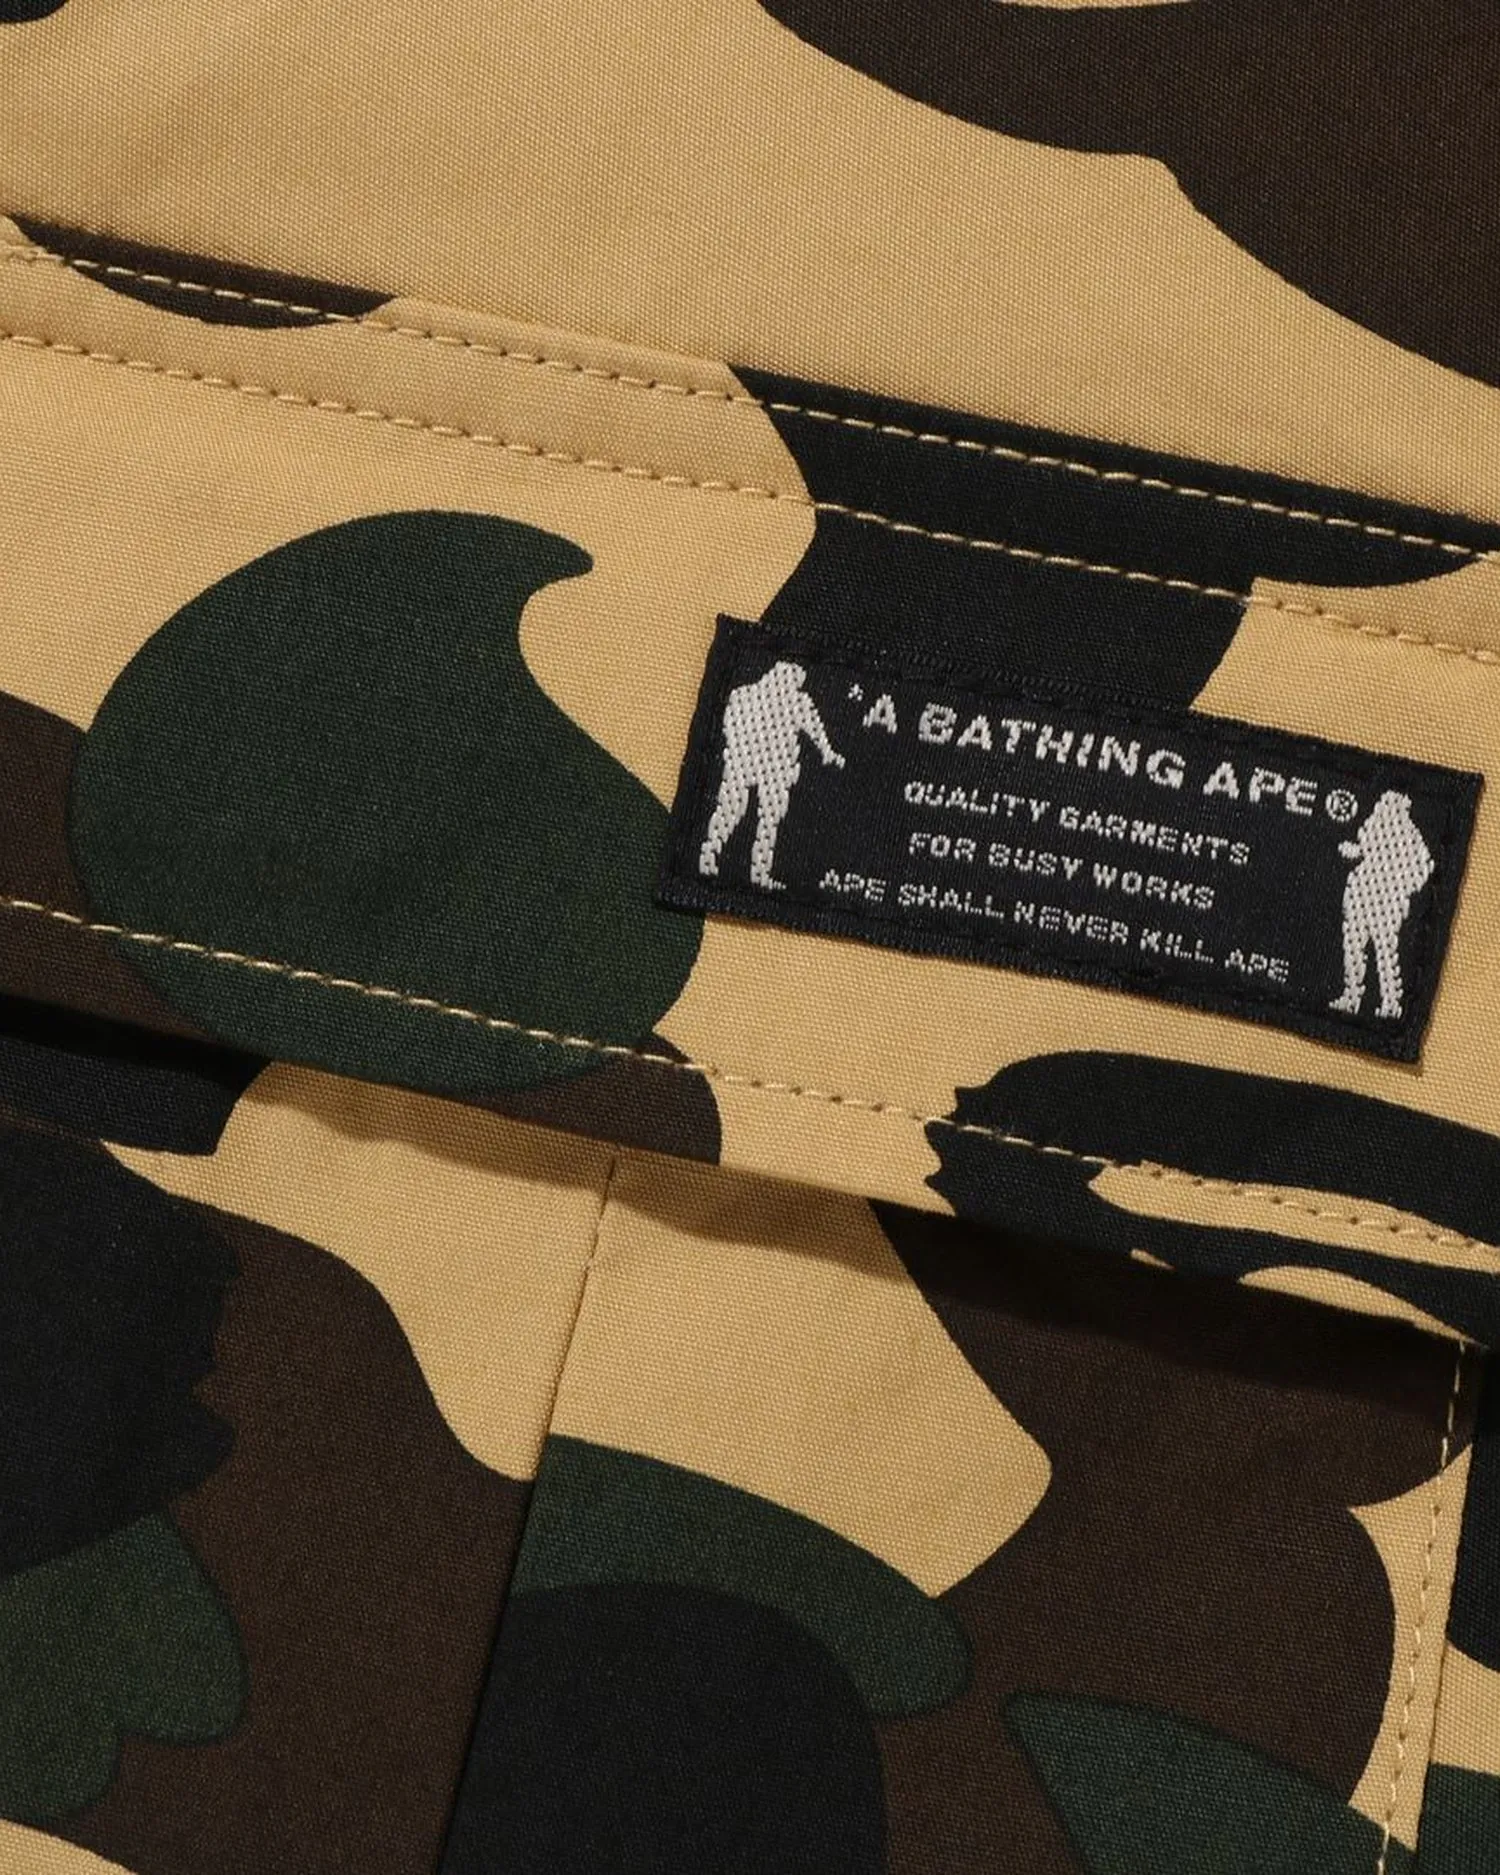 'A BATHING APE®
QUALITY GARMENTS
FOR BUSY WORKS
APE SHALL NEVER KILL APE